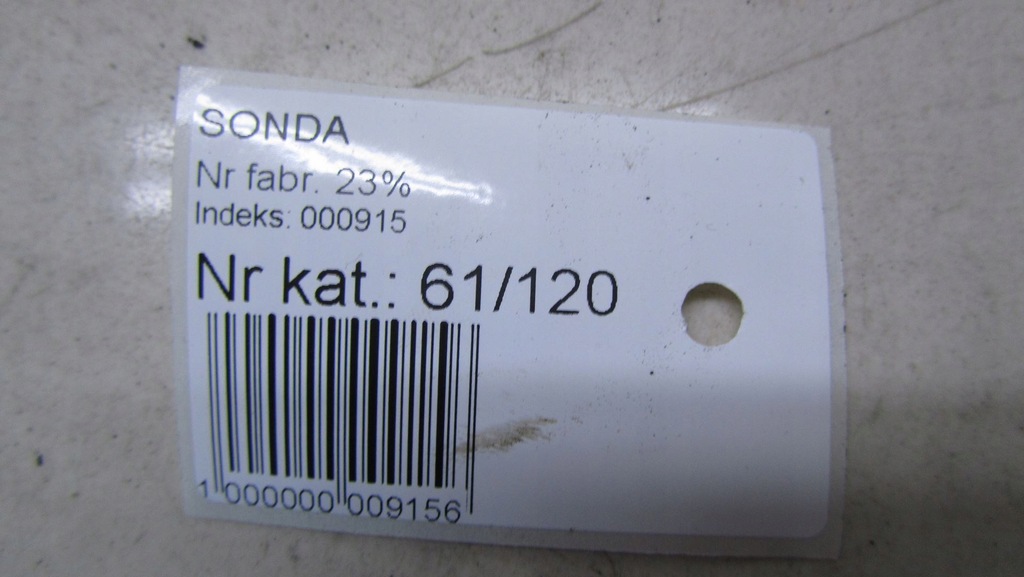 SONDA
Nr fabr. 23%
Indeks: 000915
Nr kat.: 61/120
1 000000 009156